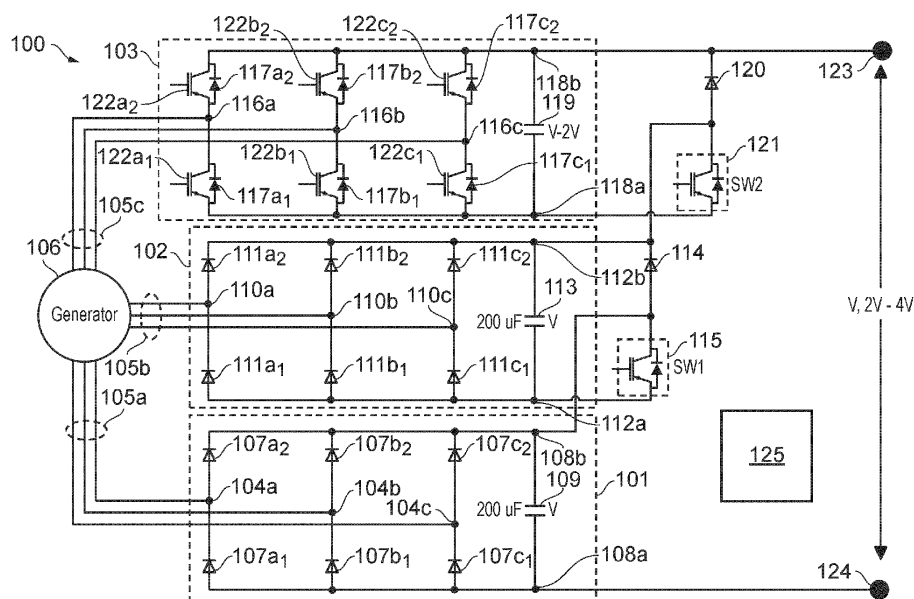 100
103
122b2
122c2
117c2
117a2
117b2
122a2
116a
116b
116c
118b
119
V-2V
120
123
122a1
117a1
122b1
117b1
122c1
117c1
118a
121
SW2
105c
106
102
111a2
111b2
111c2
112b
114
110a
110b
110c
113
200 uF
V
Generator
105b
111a1
111b1
111c1
112a
115
SW1
V, 2V - 4V
105a
107a2
107b2
107c2
108b
101
109
200 uF
V
104a
104b
104c
125
107a1
107b1
107c1
108a
124